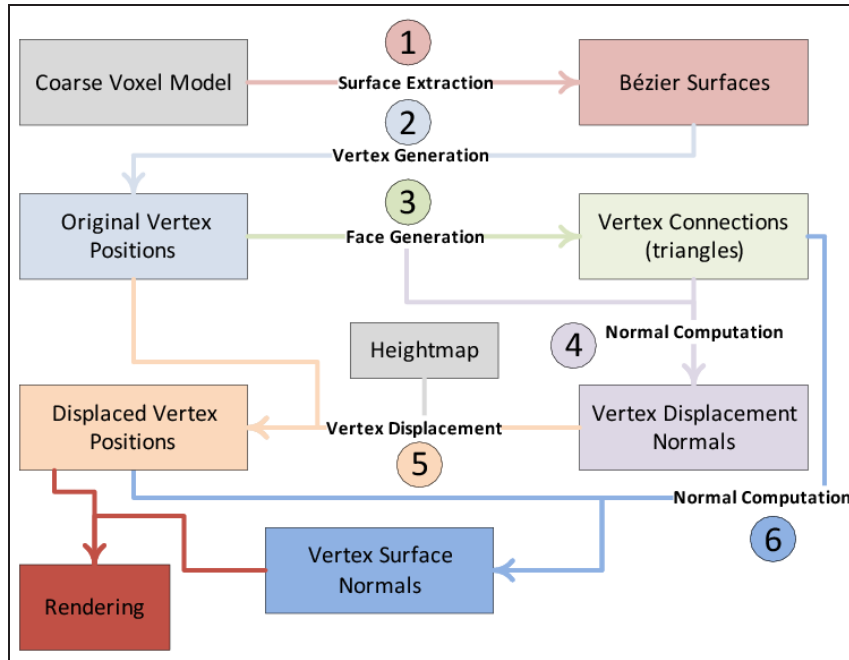 1
Coarse Voxel Model
Surface Extraction
Bézier Surfaces
2
Vertex Generation
3
Original Vertex
Positions
Face Generation
Vertex Connections
(triangles)
4
Normal Computation
Heightmap
Displaced Vertex
Positions
Vertex Displacement
5
Vertex Displacement
Normals
Normal Computation
6
Vertex Surface
Normals
Rendering